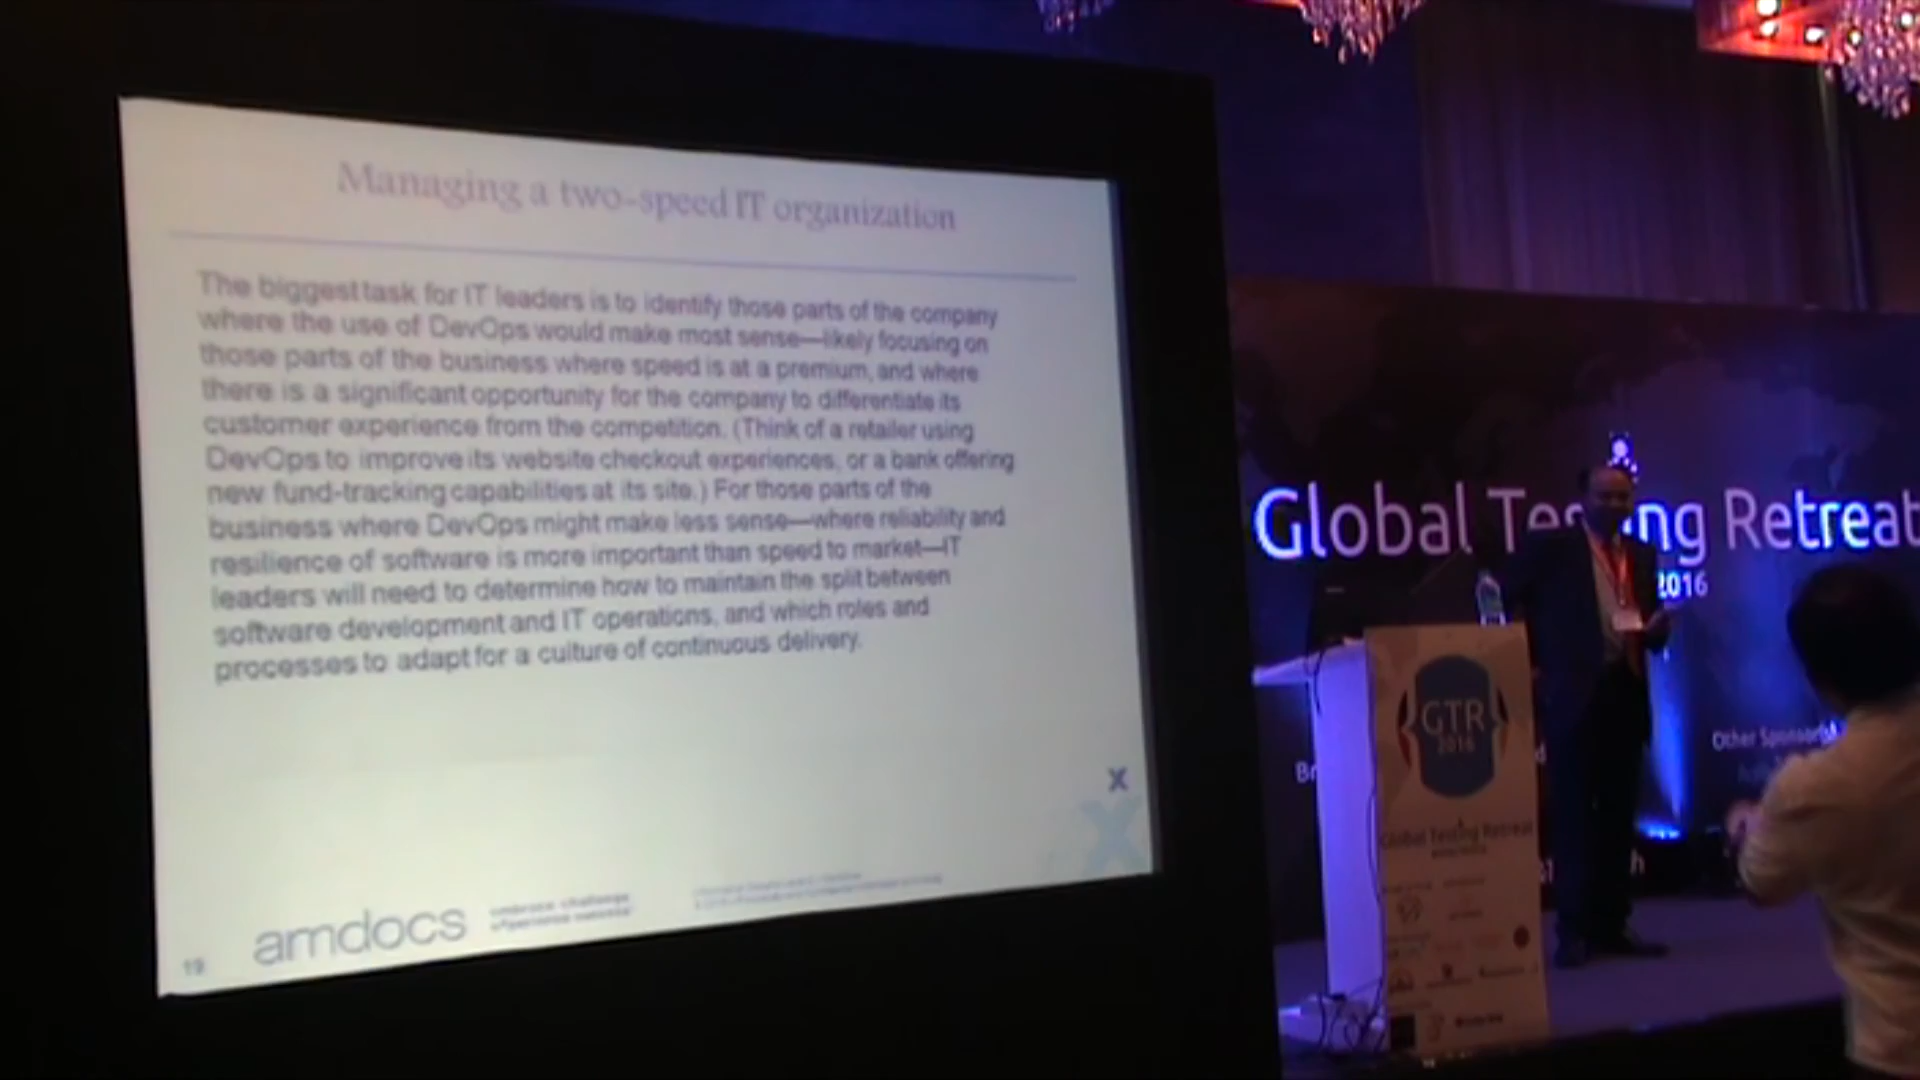 Managing a two-speed IT organization
The biggest task for IT leaders is to identify those parts of the company
where the use of DevOps would make most sense—likely focusing on
those parts of the business where speed is at a premium, and where
there is a significant opportunity for the company to differentiate its
customer experience from the competition. (Think of a retailer using
DevOps to improve its website checkout experiences, or a bank offering
new fund-tracking capabilities at its site.) For those parts of the
business where DevOps might make less sense—where reliability and
resilience of software is more important than speed to market—IT
leaders will need to determine how to maintain the split between
software development and IT operations, and which roles and
processes to adapt for a culture of continuous delivery.
x
19
amdocs
embrace challenge
experience success
Global Retreat
2016
Other Sponsors
GTR
2016
Global Testing Retreat